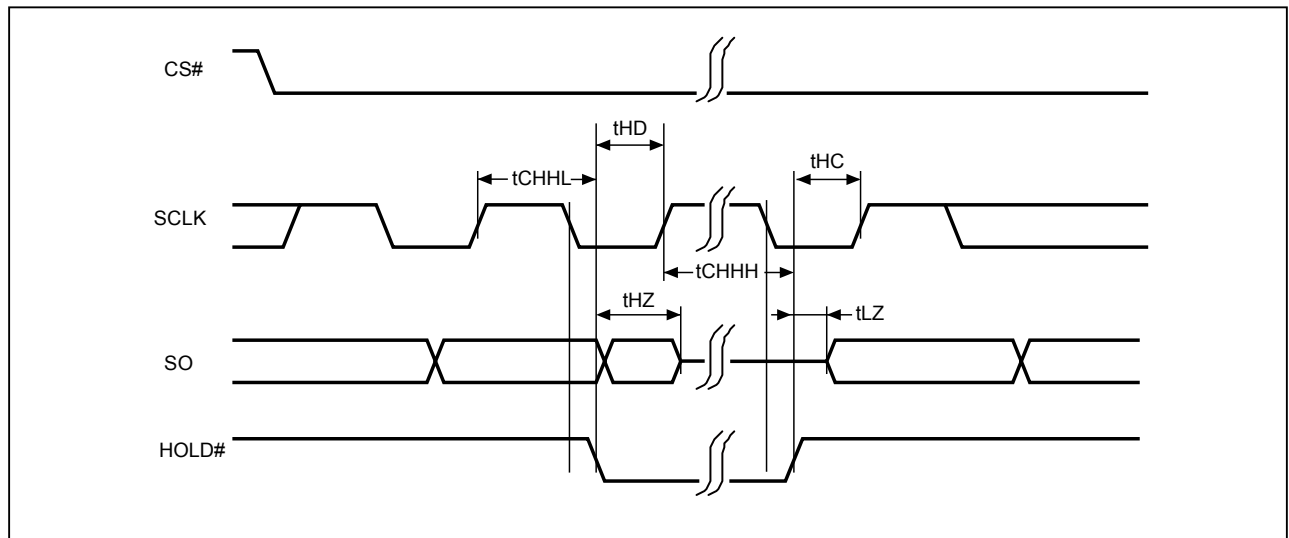 CS#
tHD
tHC
tCHHL
SCLK
tCHHH
tHZ
tLZ
SO
HOLD#